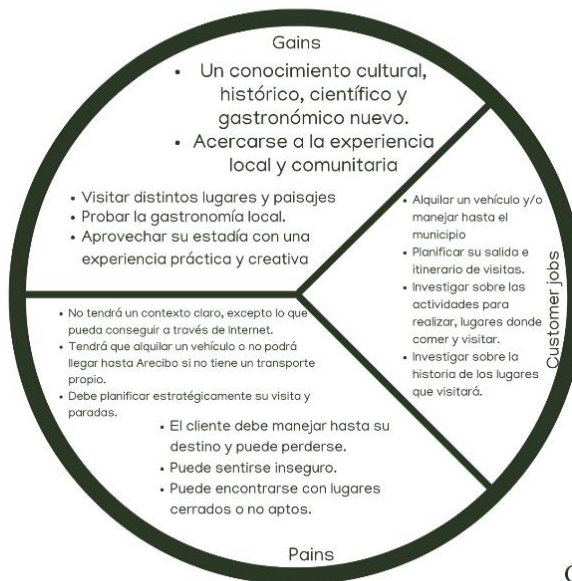 Gains
• Un conocimiento cultural,
histórico, científico y
gastronómico nuevo.
• Acercarse a la experiencia
local y comunitaria
• Visitar distintos lugares y paisajes
• Probar la gastronomía local.
• Aprovechar su estadía con una
experiencia práctica y creativa
• Alquilar un vehículo y/o
manejar hasta el
municipio
• Planificar su salida e
itinerario de visitas.
• Investigar sobre las
actividades para
realizar, lugares donde
comer y visitar.
• Investigar sobre la
historia de los lugares
que visitará.
Customer jobs
• No tendrá un contexto claro, excepto lo que
pueda conseguir a través de Internet.
• Tendrá que alquilar un vehículo o no podrá
llegar hasta Arecibo si no tiene un transporte
propio.
• Debe planificar estratégicamente su visita y
paradas.
• El cliente debe manejar hasta su
destino y puede perderse.
• Puede sentirse inseguro.
• Puede encontrarse con lugares
cerrados o no aptos.
Pains